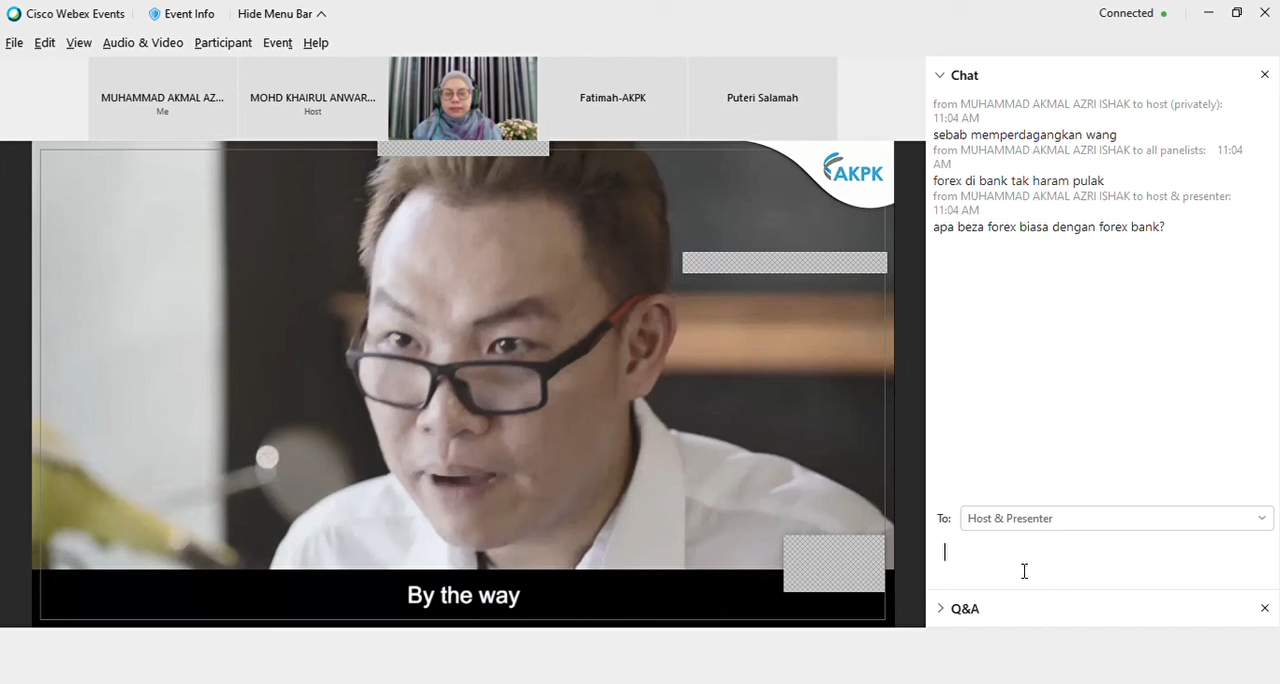 Cisco Webex Events
Event Info
Hide Menu Bar
Connected
File Edit View Audio & Video Participant Event Help
MUHAMMAD AKMAL AZ...
Me
MOHD KHAIRUL ANWAR...
Host
Fatimah-AKPK
Puteri Salamah
AKPK
By the way
Chat
from MUHAMMAD AKMAL AZRI ISHAK to host (privately):
11:04 AM
sebab memperdagangkan wang
from MUHAMMAD AKMAL AZRI ISHAK to all panelists: 11:04
AM
forex di bank tak haram pulak
from MUHAMMAD AKMAL AZRI ISHAK to host & presenter:
11:04 AM
apa beza forex biasa dengan forex bank?
To: Host & Presenter
Q&A